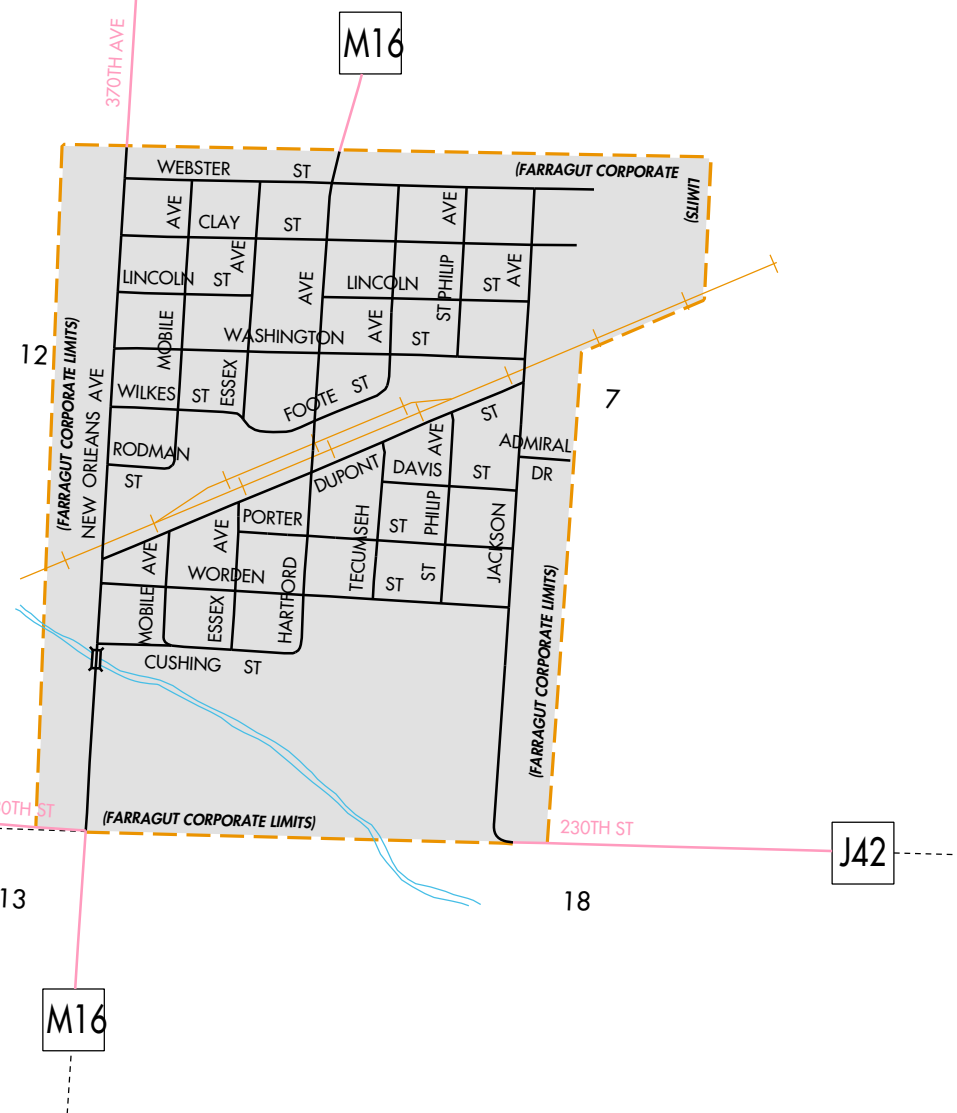 370TH AVE
M16
WEBSTER ST
(FARRAGUT CORPORATE
LIMITS)
AVE
CLAY ST
AVE
AVE
LINCOLN ST
AVE
LINCOLN ST
ST PHILIP
AVE
MOBILE
WASHINGTON ST
AVE
12
(FARRAGUT CORPORATE LIMITS)
NEW ORLEANS AVE
WILKES ST
ESSEX
FOOTE ST
7
RODMAN
ST
DUPONT
ST
AVE
ADMIRAL
DR
DAVIS ST
PORTER ST
AVE
TECUMSEH
ST PHILIP
JACKSON
MOBILE AVE
WORDEN ST
ESSEX
HARTFORD
CUSHING ST
(FARRAGUT CORPORATE LIMITS)
0TH ST
(FARRAGUT CORPORATE LIMITS)
230TH ST
J42
13
18
M16